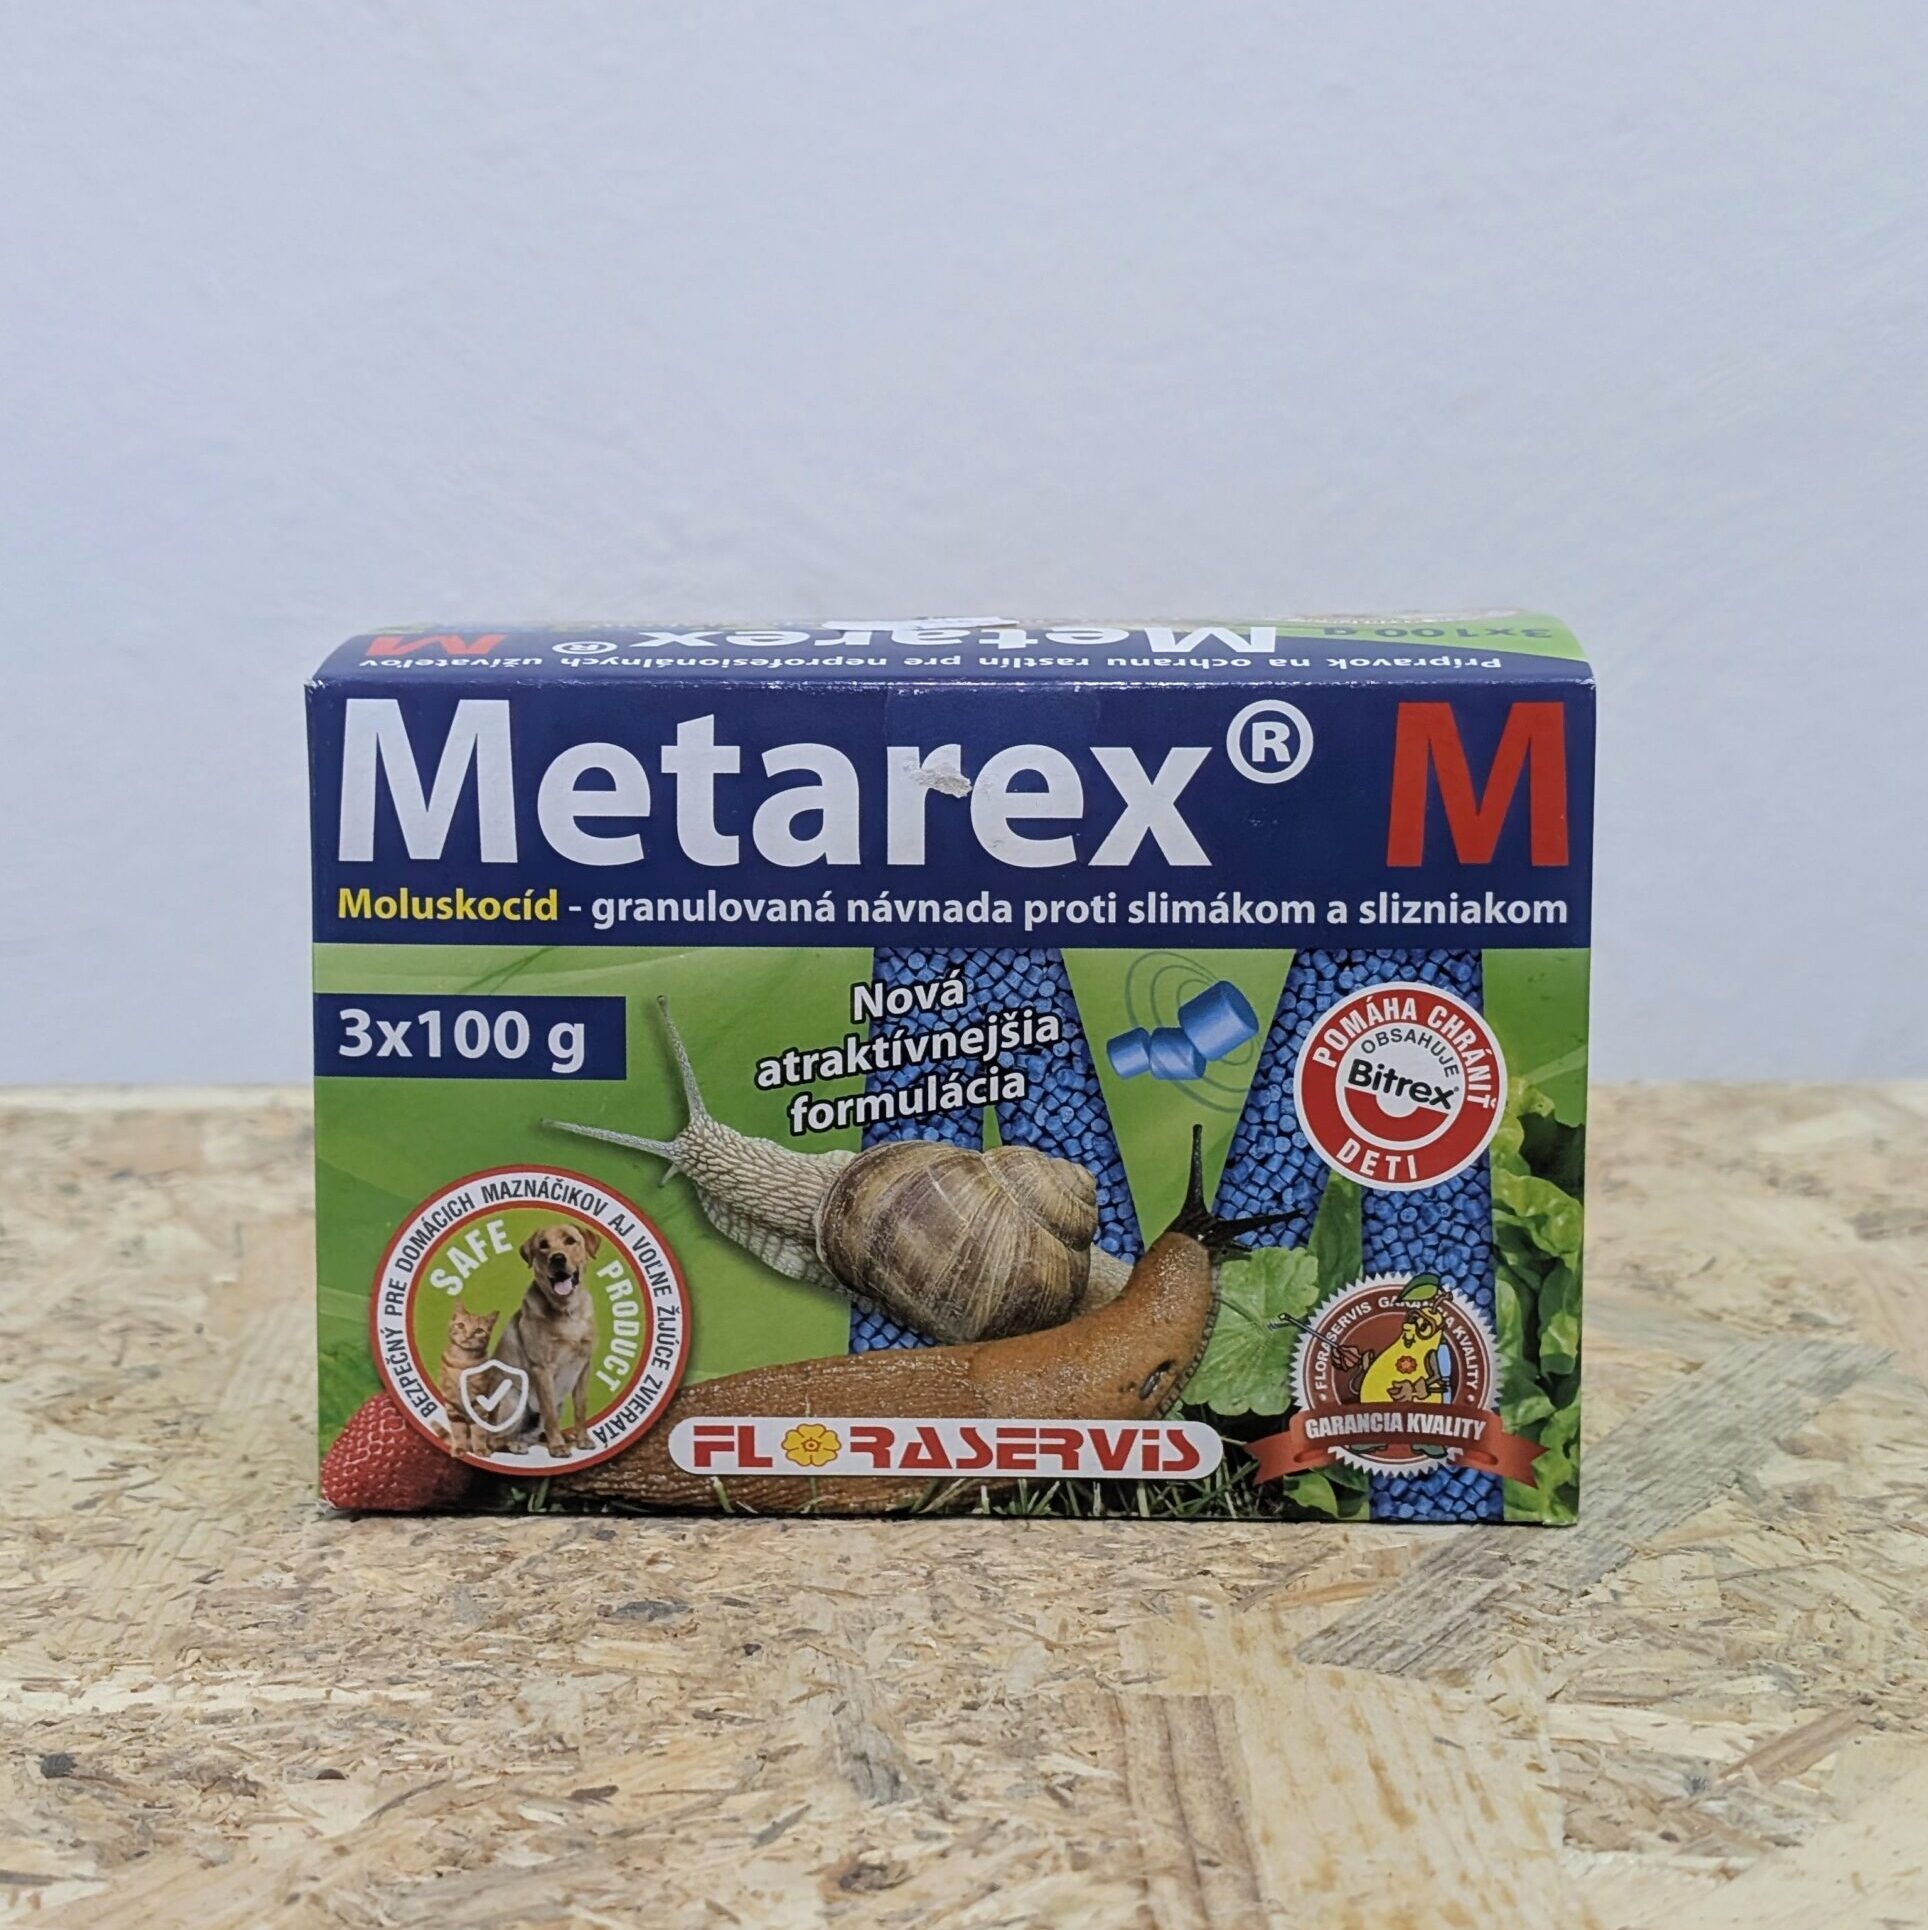 3x100 g
Metarex® M
Prípravok na ochranu rastlín pre neprofesionálnych užívateľov
Metarex® M
Moluskocíd - granulovaná návnada proti slimákom a slizniakom
3x100 g
Nová
atraktívnejšia
formulácia
POMÁHA CHRÁNIŤ
OBSAHUJE
Bitrex
DETI
BEZPEČNÝ PRE DOMÁCICH MAZNÁČIKOV AJ VOĽNE ŽIJÚCE ZVIERATÁ
SAFE PRODUCT
FLORASERVIS
GARANCIA KVALITY